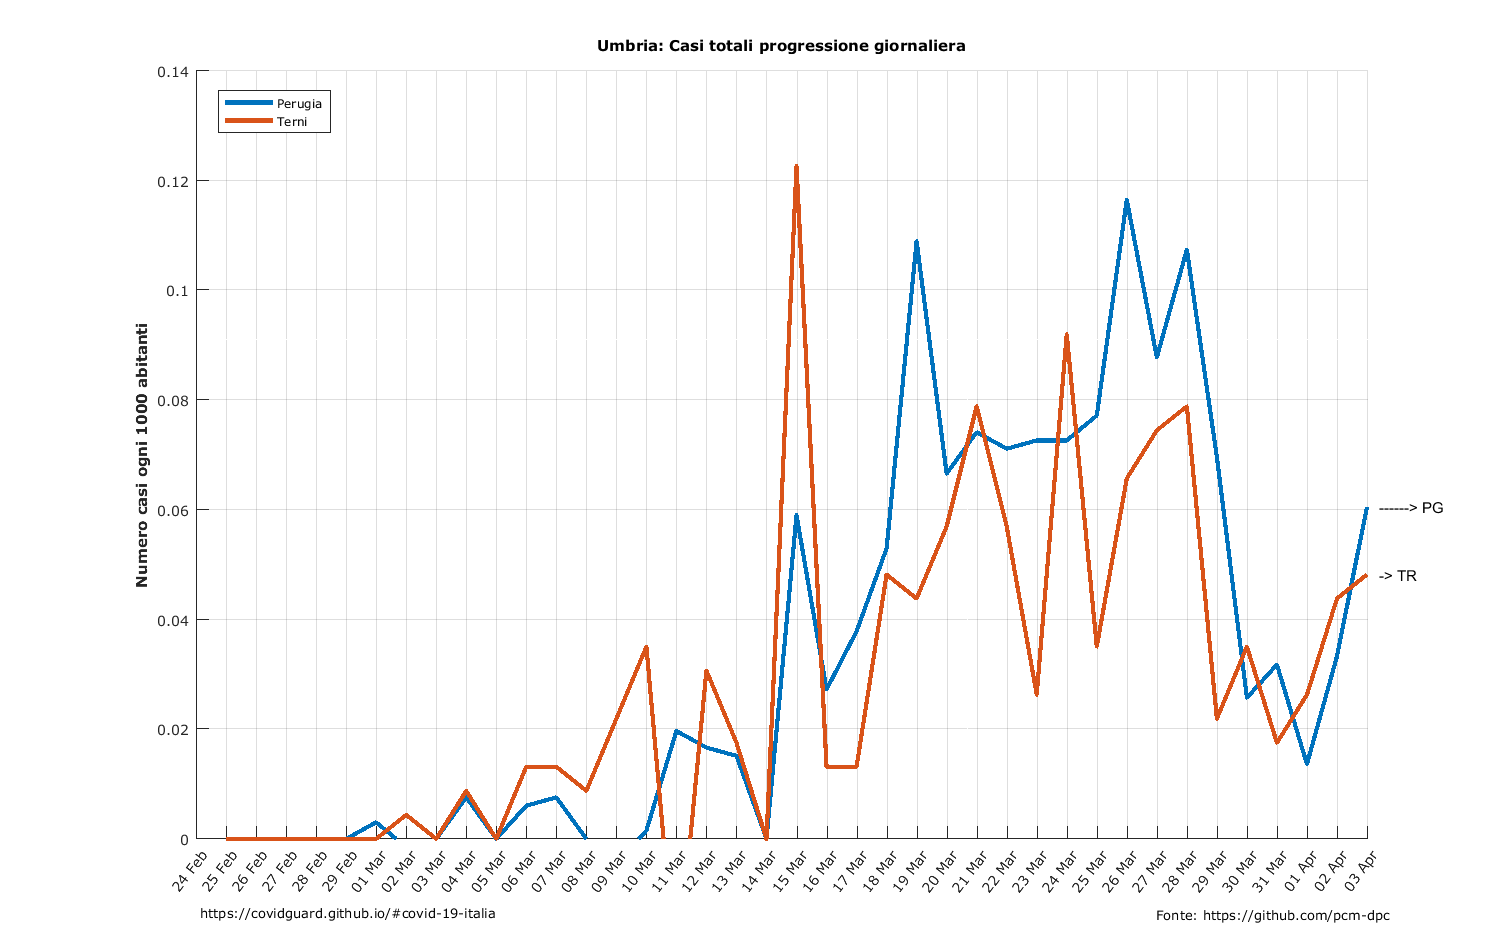 Umbria: Casi totali progressione giornaliera
0.14
0.12
0.1
0.08
0.06
0.04
0.02
0
Numero casi ogni 1000 abitanti
Perugia
Terni
------> PG
-> TR
24 Feb
25 Feb
26 Feb
27 Feb
28 Feb
29 Feb
01 Mar
02 Mar
03 Mar
04 Mar
05 Mar
06 Mar
07 Mar
08 Mar
09 Mar
10 Mar
11 Mar
12 Mar
13 Mar
14 Mar
15 Mar
16 Mar
17 Mar
18 Mar
19 Mar
20 Mar
21 Mar
22 Mar
23 Mar
24 Mar
25 Mar
26 Mar
27 Mar
28 Mar
29 Mar
30 Mar
31 Mar
01 Apr
02 Apr
03 Apr
https://covidguard.github.io/#covid-19-italia
Fonte: https://github.com/pcm-dpc